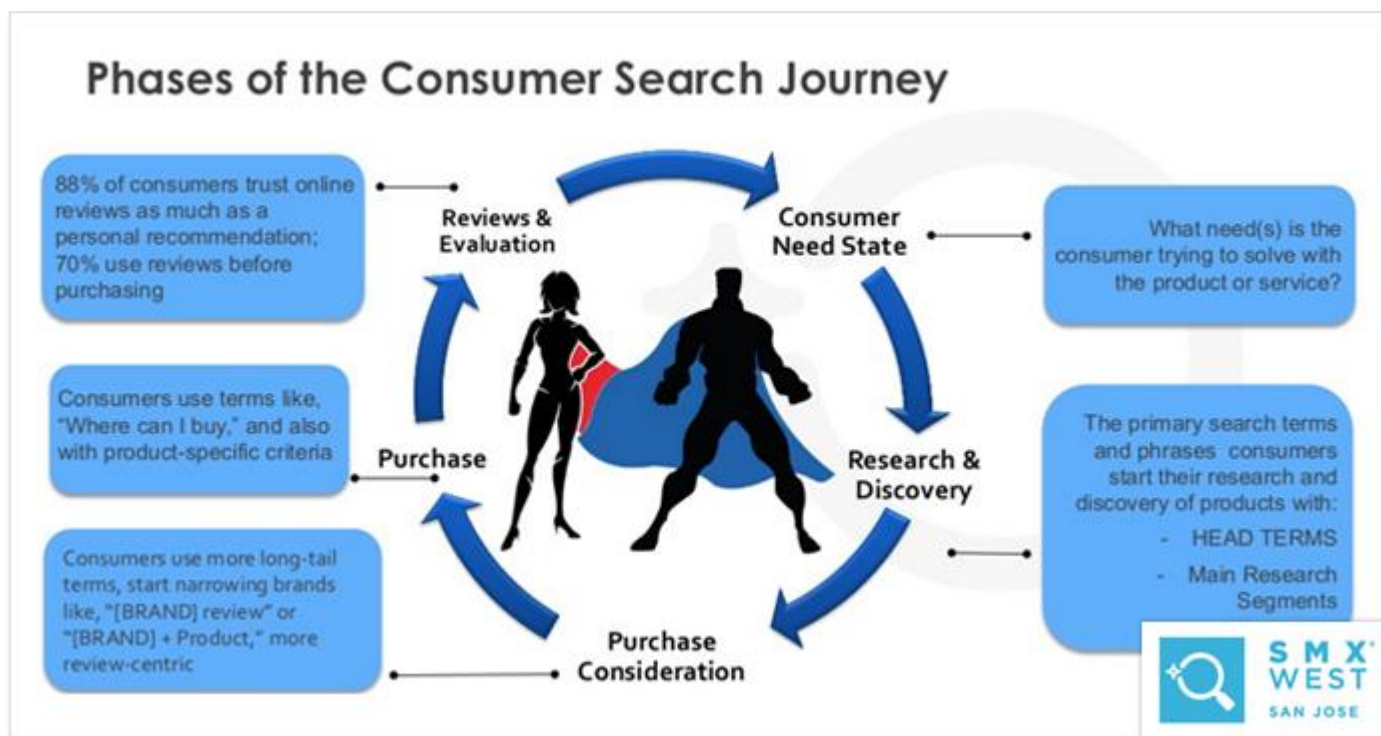 Phases of the Consumer Search Journey
88% of consumers trust online
reviews as much as a
personal recommendation;
70% use reviews before
purchasing
Reviews &
Evaluation
Consumer
Need State
What need(s) is the
consumer trying to solve with
the product or service?
Consumers use terms like,
“Where can I buy,” and also
with product-specific criteria
Purchase
Research &
Discovery
The primary search terms
and phrases consumers
start their research and
discovery of products with:
- HEAD TERMS
- Main Research
Segments
Consumers use more long-tail
terms, start narrowing brands
like, “[BRAND] review” or
“[BRAND] + Product,” more
review-centric
Purchase
Consideration
SMX
WEST
SAN JOSE